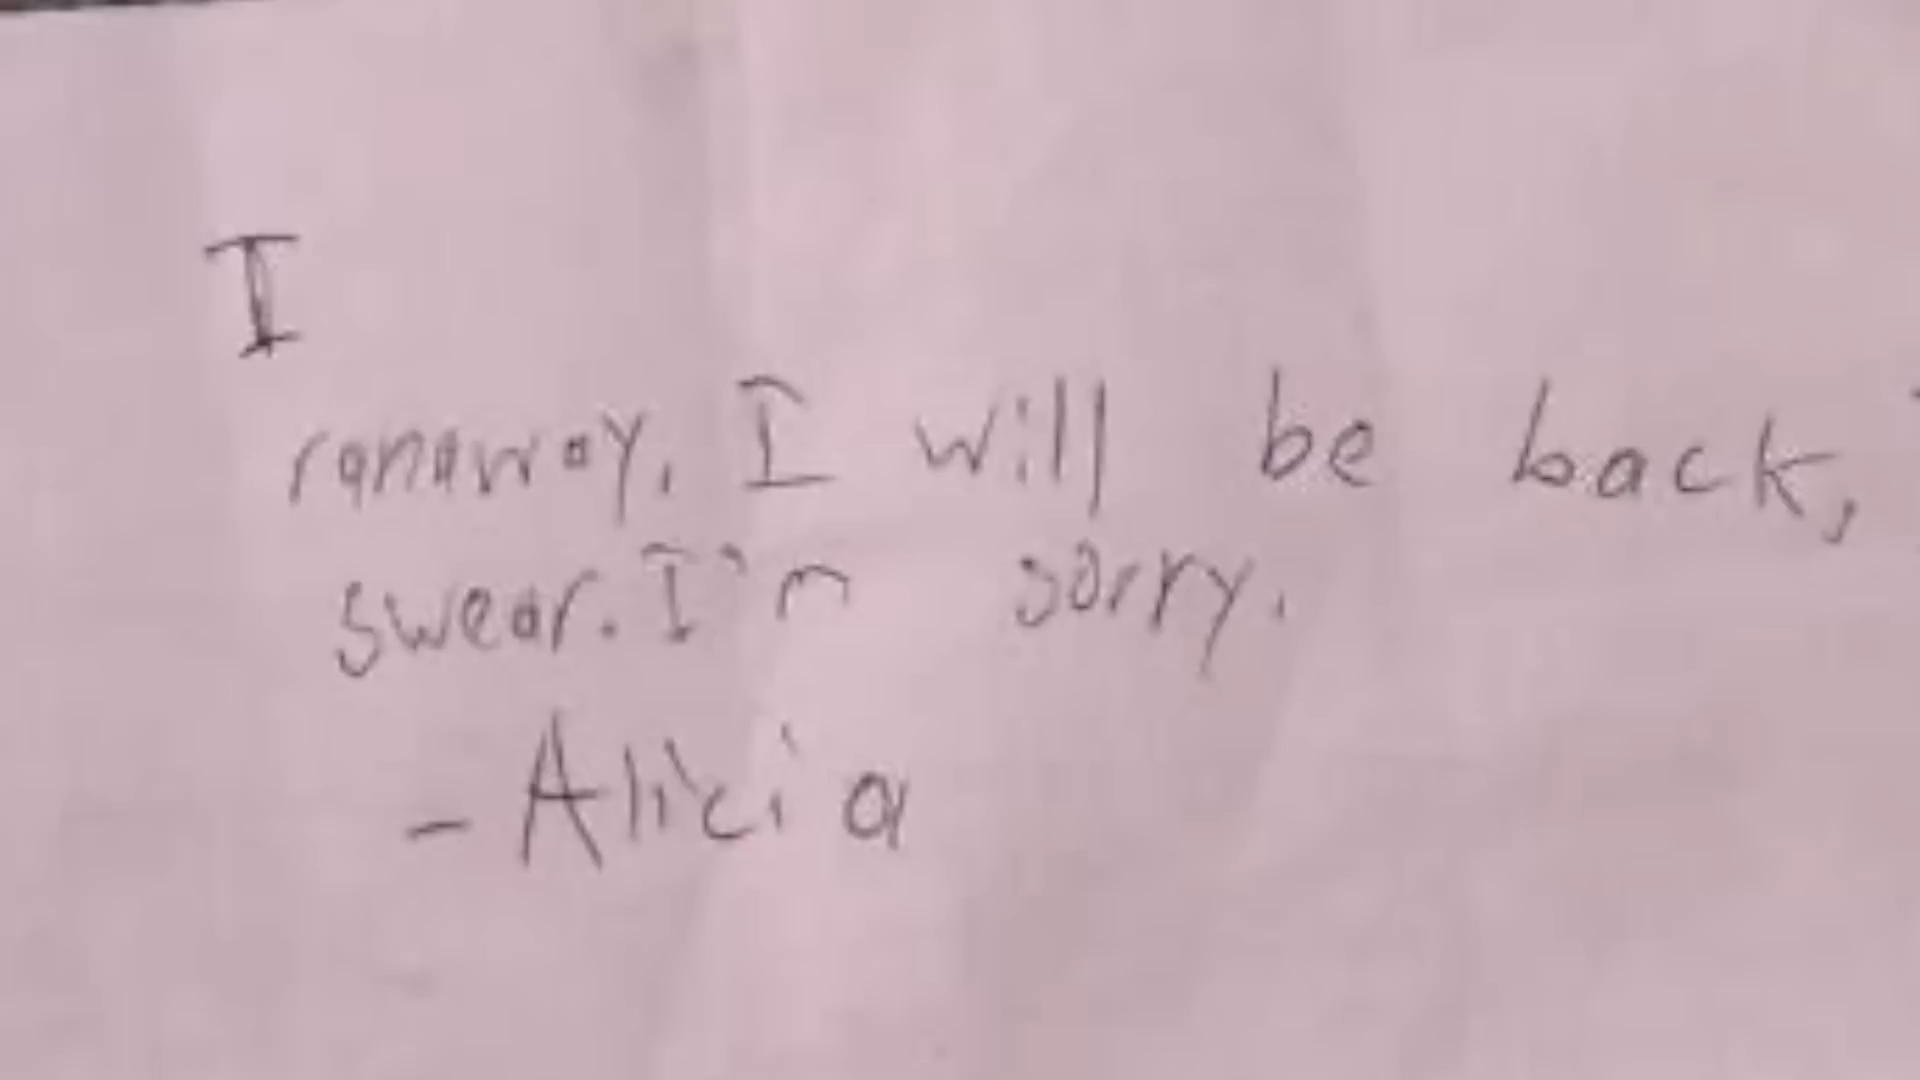 I
ranaway. I will be back,
swear. I'm sorry.
- Alicia